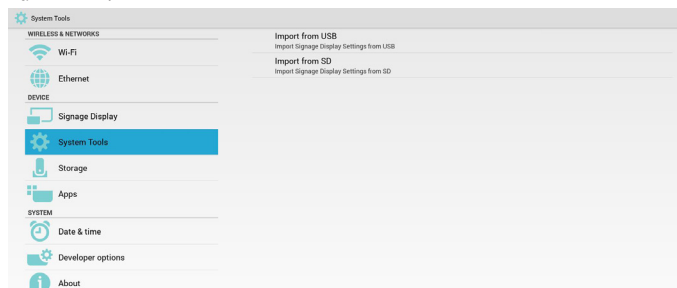 System Tools
WIRELESS & NETWORKS
Wi-Fi
Ethernet
DEVICE
Signage Display
System Tools
Storage
Apps
SYSTEM
Date & time
Developer options
About
Import from USB
Import Signage Display Settings from USB
Import from SD
Import Signage Display Settings from SD